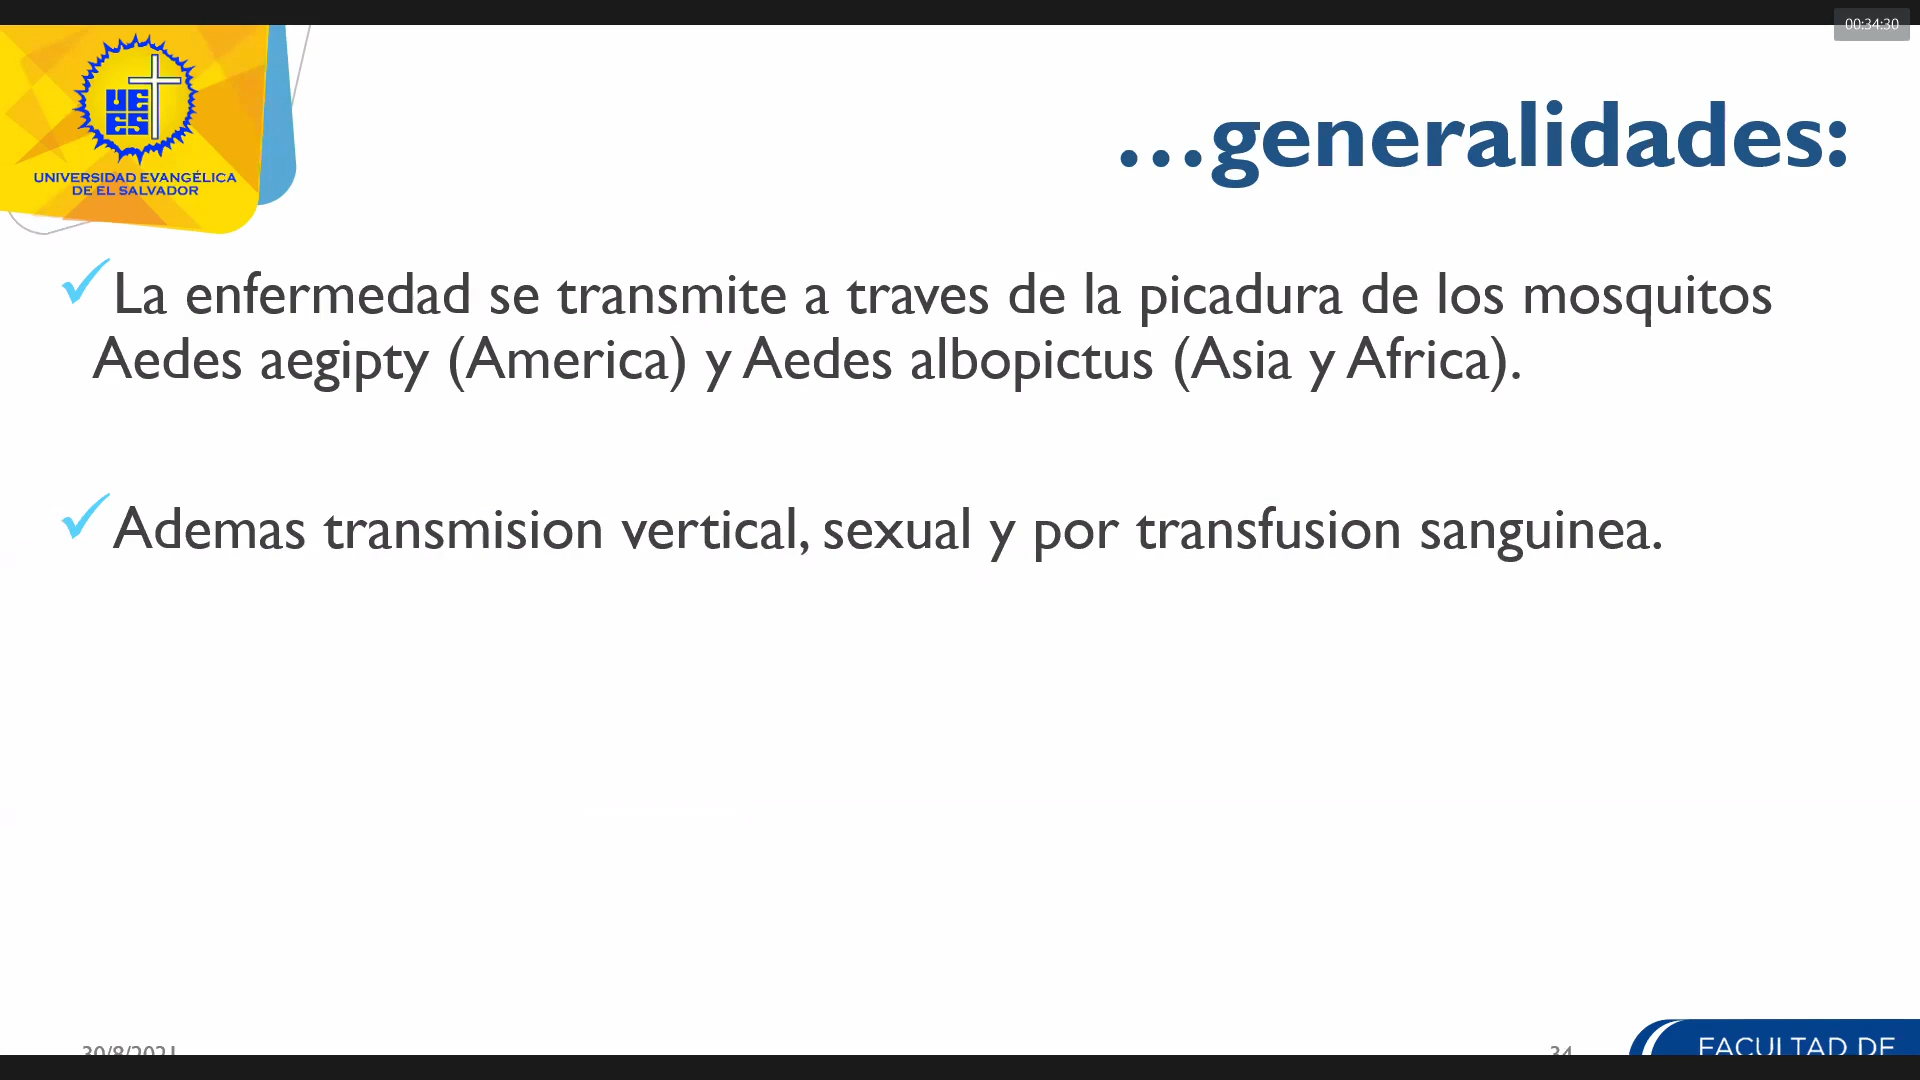 00:34:30
UEES
UNIVERSIDAD EVANGÉLICA
DE EL SALVADOR
...generalidades:
La enfermedad se transmite a traves de la picadura de los mosquitos
Aedes aegipty (America) y Aedes albopictus (Asia y Africa).
Ademas transmision vertical, sexual y por transfusion sanguinea.
30/8/2021
34
FACULTAD DE